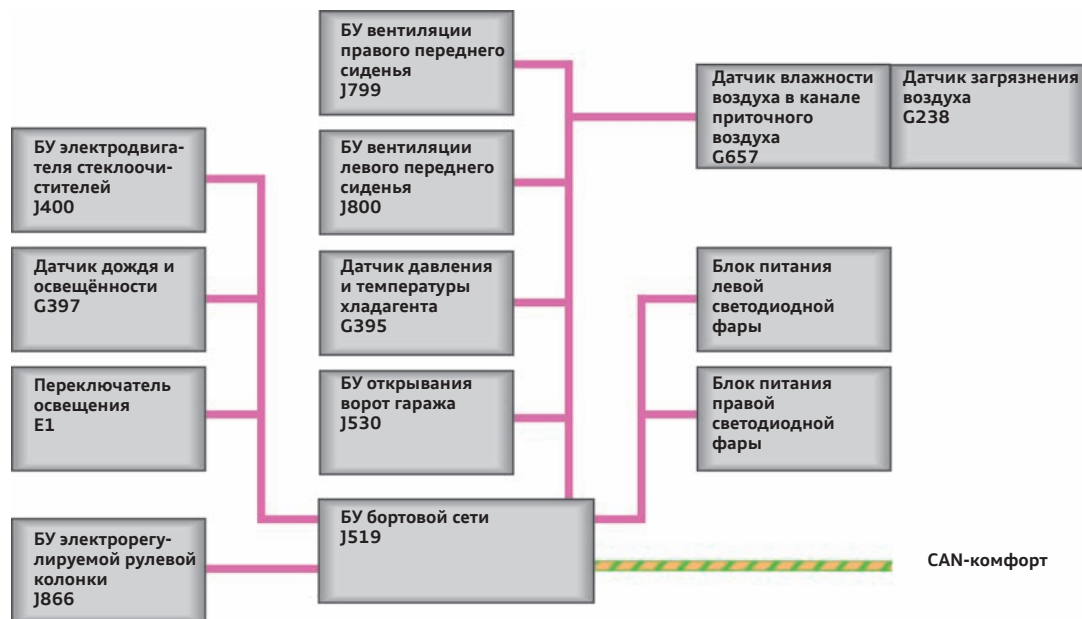 БУ вентиляции
правого переднего
сиденья
J799
Датчик влажности
воздуха в канале
приточного
воздуха
G657
Датчик загрязнения
воздуха
G238
БУ электродвига-
теля стеклоочи-
стителей
J400
БУ вентиляции
левого переднего
сиденья
J800
Датчик дождя и
освещённости
G397
Датчик давления
и температуры
хладагента
G395
Блок питания
левой
светодиодной
фары
Переключатель
освещения
E1
БУ открывания
ворот гаража
J530
Блок питания
правой
светодиодной
фары
БУ электрорегу-
лируемой рулевой
колонки
J866
БУ бортовой сети
J519
CAN-комфорт